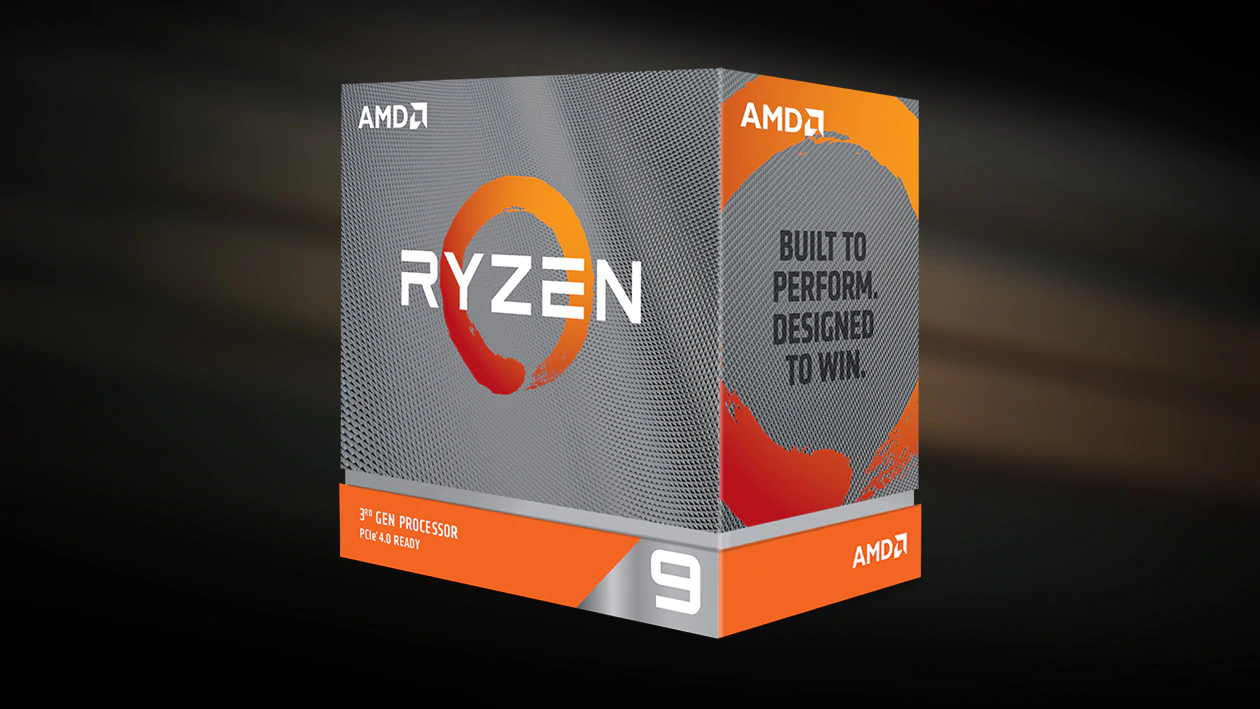 AMD
RYZEN
3RD GEN PROCESSOR
PCIe® 4.0 READY
9
AMD
BUILT TO
PERFORM.
DESIGNED
TO WIN.
AMD